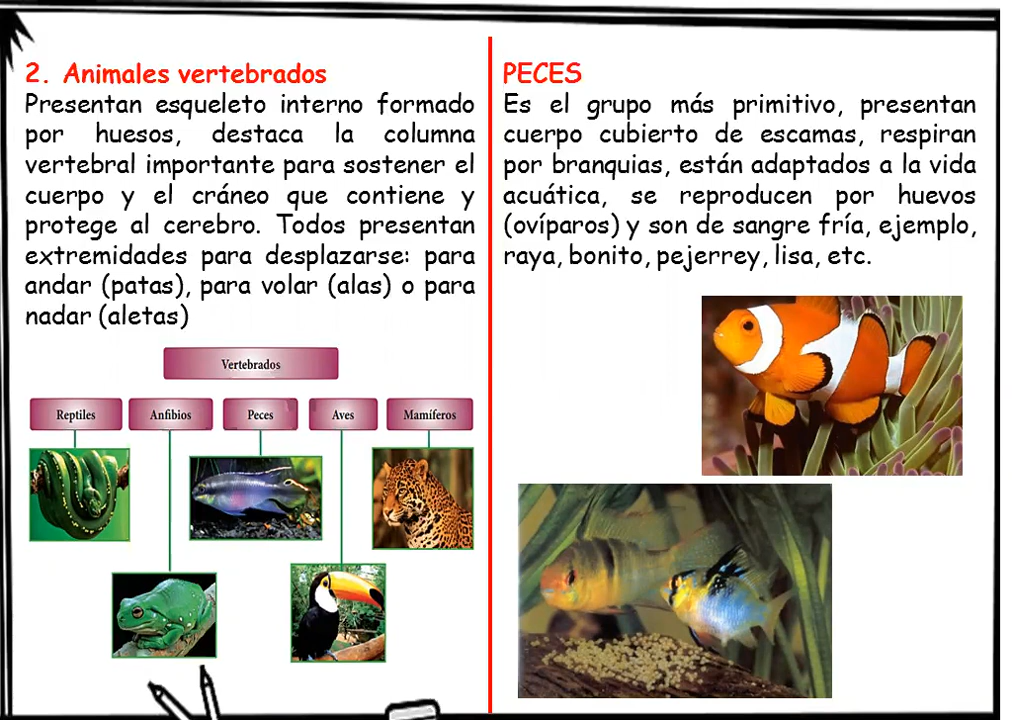 2. Animales vertebrados
Presentan esqueleto interno formado
por huesos, destaca la columna
vertebral importante para sostener el
cuerpo y el cráneo que contiene y
protege al cerebro. Todos presentan
extremidades para desplazarse: para
andar (patas), para volar (alas) o para
nadar (aletas)
Vertebrados
Reptiles
Anfibios
Peces
Aves
Mamíferos
PECES
Es el grupo más primitivo, presentan
cuerpo cubierto de escamas, respiran
por branquias, están adaptados a la vida
acuática, se reproducen por huevos
(ovíparos) y son de sangre fría, ejemplo,
raya, bonito, pejerrey, lisa, etc.